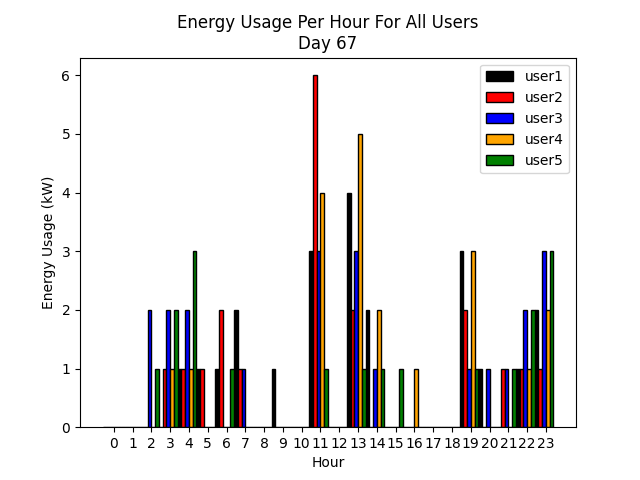 Energy Usage Per Hour For All Users
Day 67
user1
user2
user3
user4
user5
Energy Usage (kW)
6
5
4
3
2
1
0
0 1 2 3 4 5 6 7 8 9 10 11 12 13 14 15 16 17 18 19 20 21 22 23
Hour